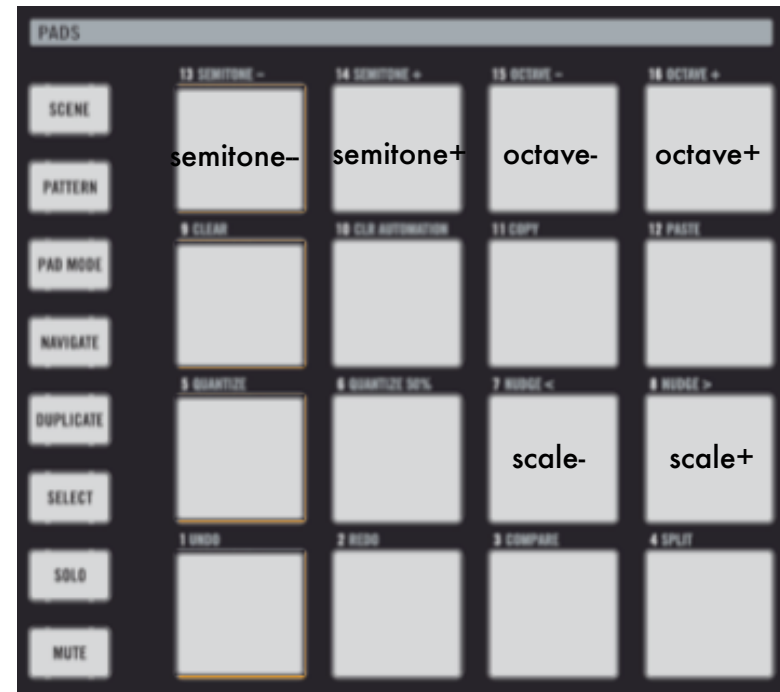 PADS
13 SEMITONE – 14 SEMITONE + 15 OCTAVE – 16 OCTAVE +
SCENE
semitone– semitone+ octave- octave+
PATTERN
9 CLEAR 10 CLR AUTOMATION 11 COPY 12 PASTE
PAD MODE
NAVIGATE
5 QUANTIZE 6 QUANTIZE 50% 7 NUDGE < 8 NUDGE >
DUPLICATE
scale- scale+
SELECT
1 UNDO 2 REDO 3 COMPARE 4 SPLIT
SOLO
MUTE